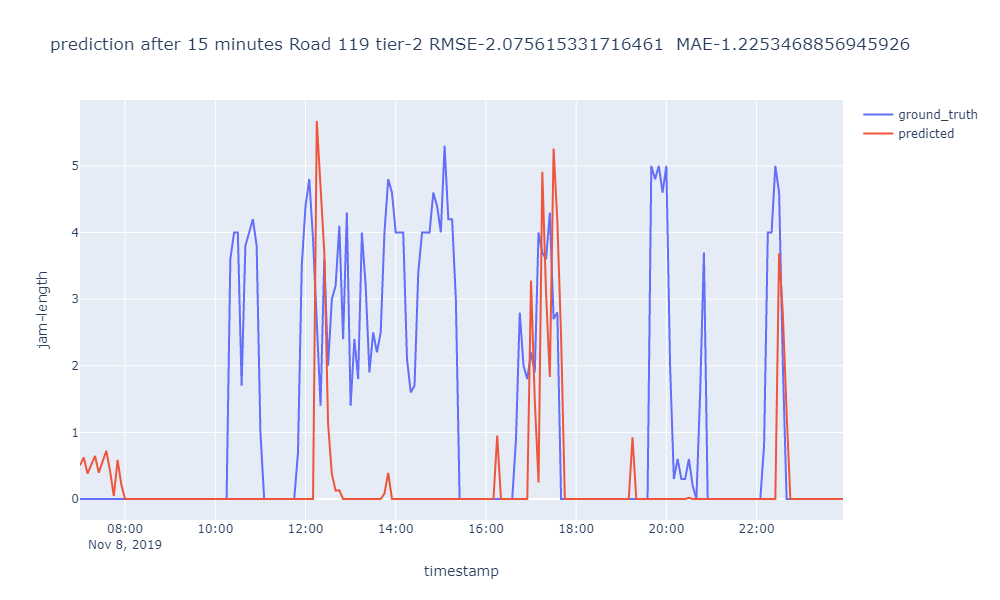 prediction after 15 minutes Road 119 tier-2 RMSE-2.075615331716461  MAE-1.2253468856945926
ground_truth
predicted
5
4
3
2
1
0
jam-length
08:00 10:00 12:00 14:00 16:00 18:00 20:00 22:00
Nov 8, 2019
timestamp